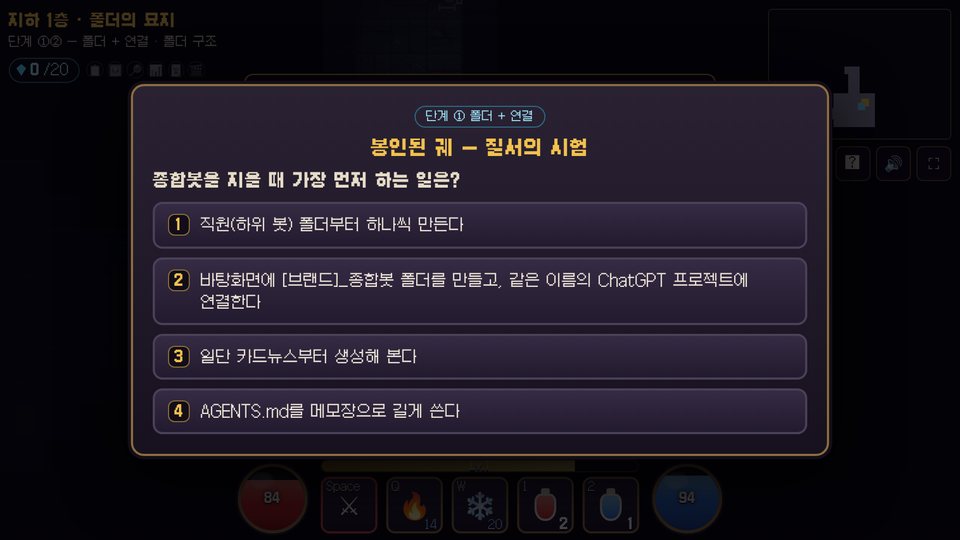 지하 1층 · 폴더의 묘지
단계 ①② — 폴더 + 연결 · 폴더 구조
0 /20
?
단계 ① 폴더 + 연결
봉인된 궤 — 질서의 시험
종합봇을 지을 때 가장 먼저 하는 일은?
1 직원(하위 봇) 폴더부터 하나씩 만든다
2 바탕화면에 [브랜드]_종합봇 폴더를 만들고, 같은 이름의 ChatGPT 프로젝트에
연결한다
3 일단 카드뉴스부터 생성해 본다
4 AGENTS.md를 메모장으로 길게 쓴다
84
Space
Q
14
W
20
1
2
2
1
94